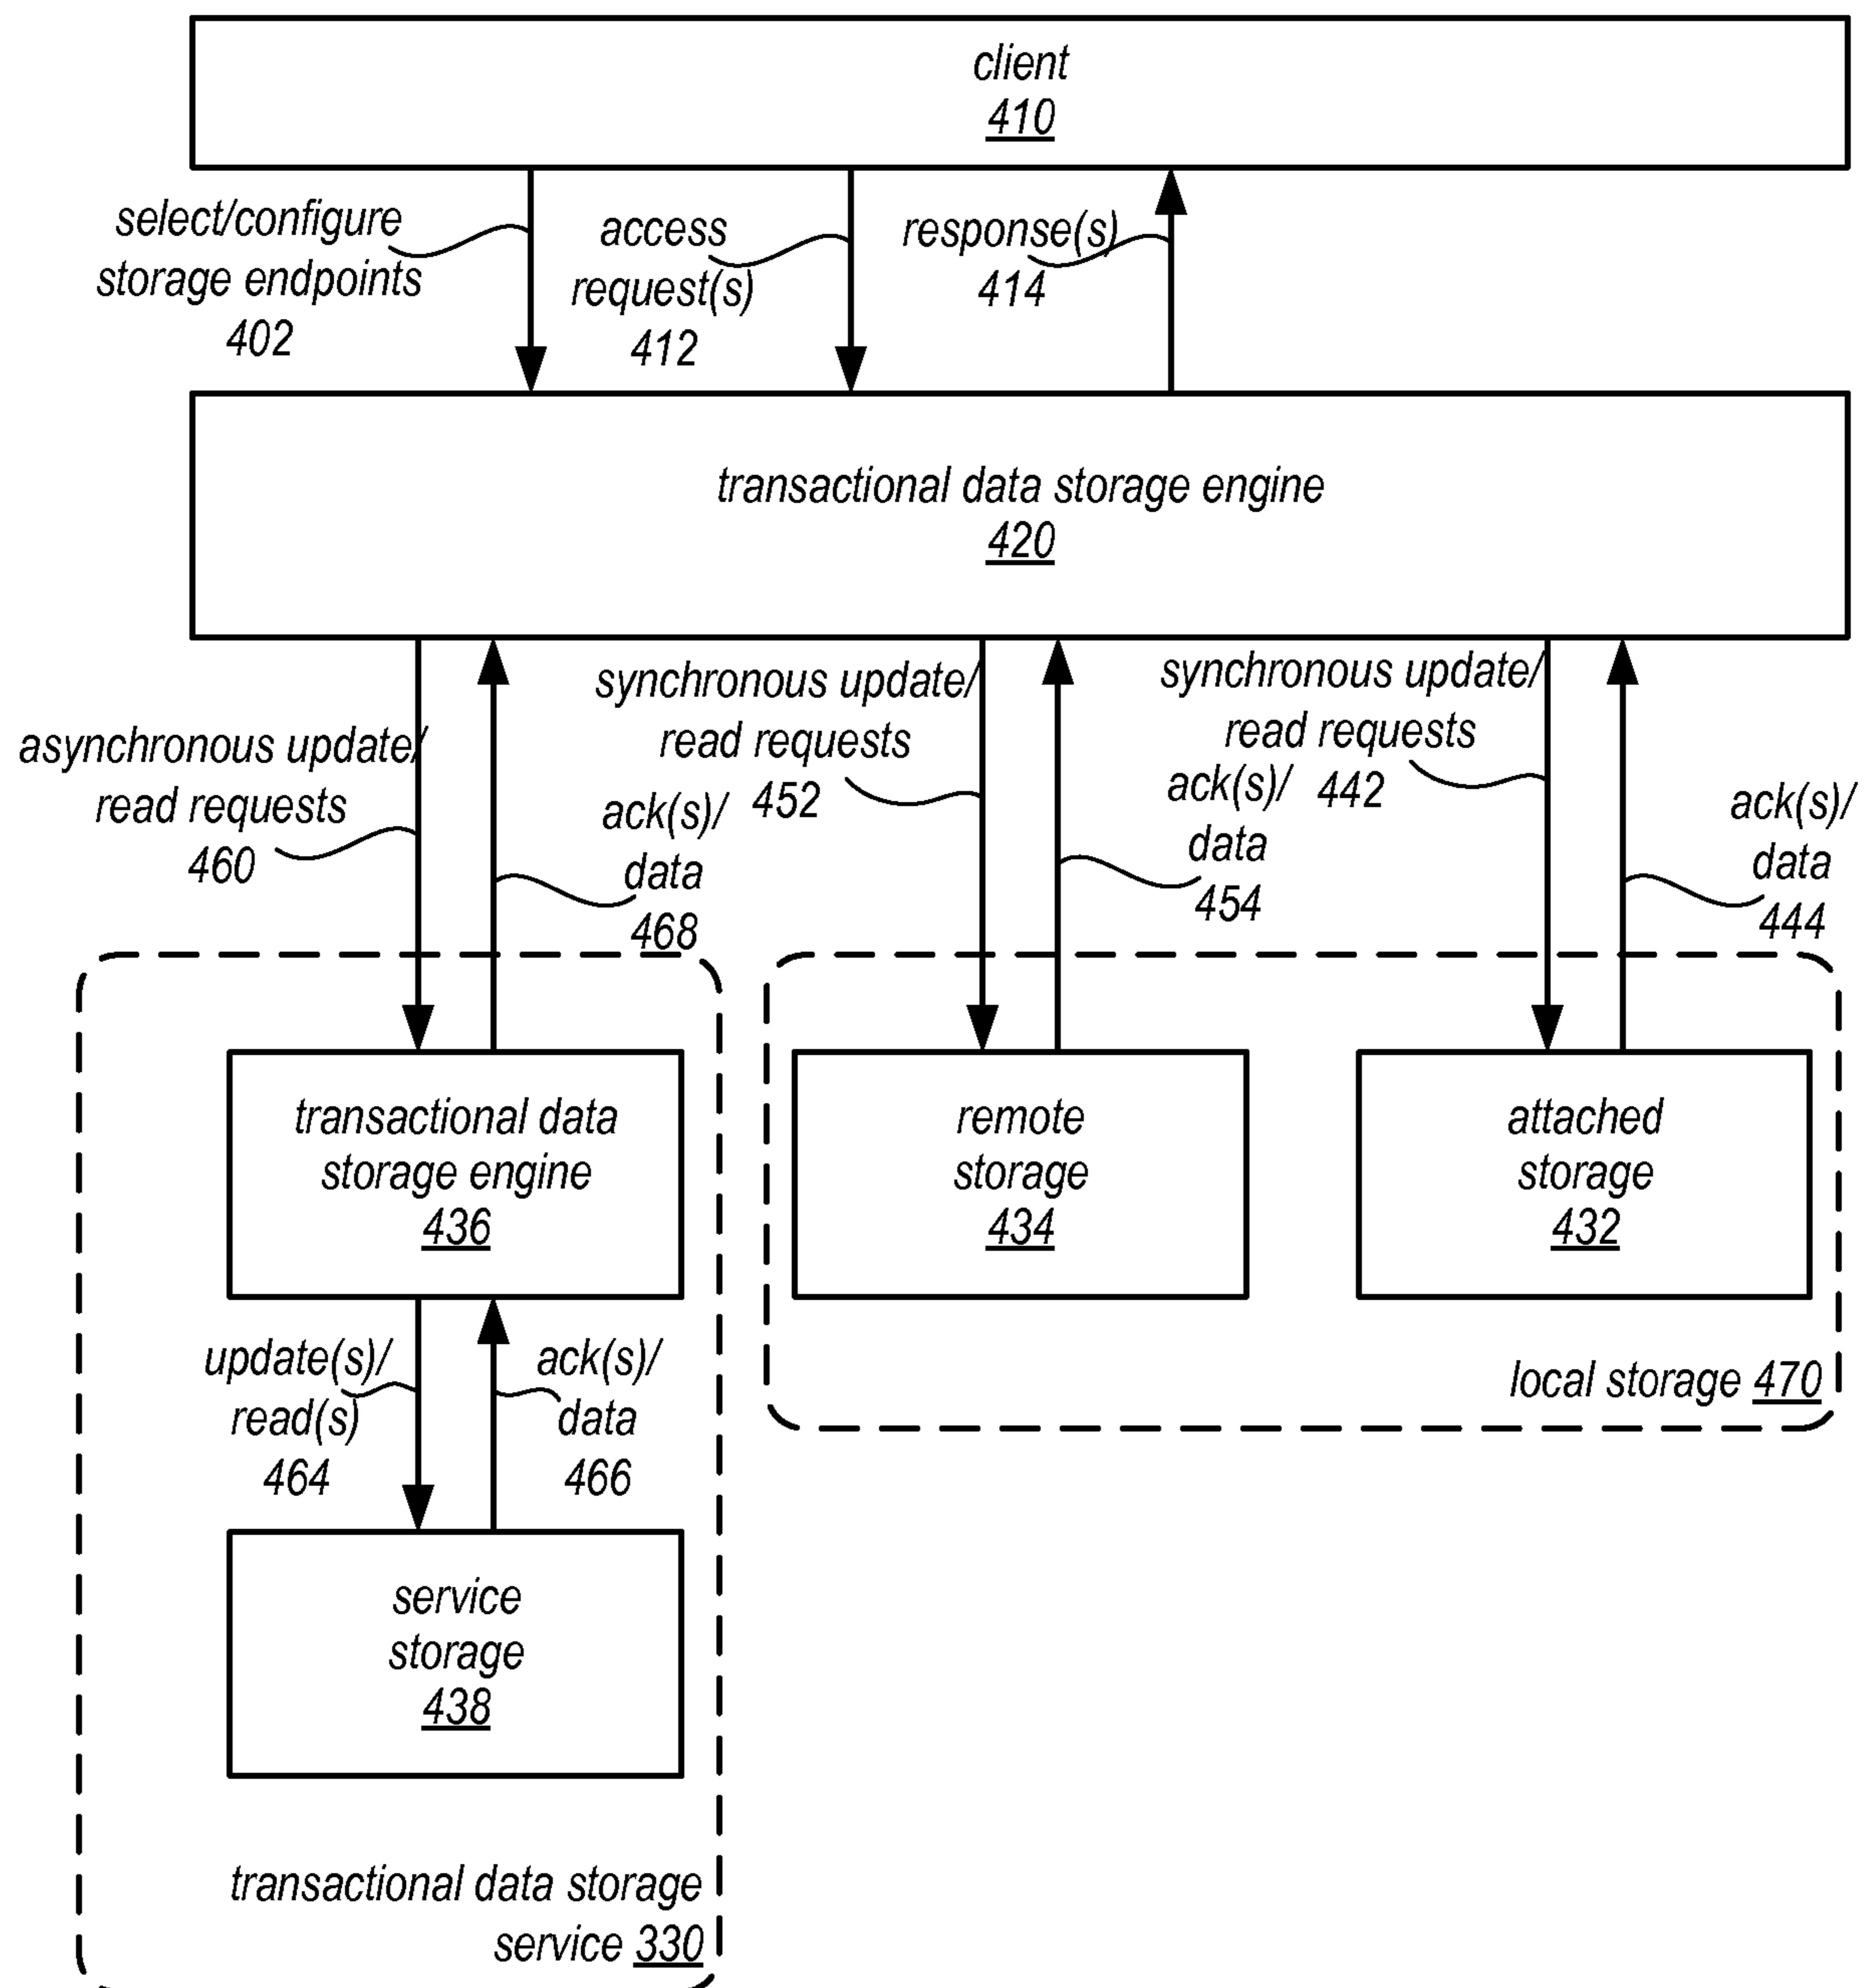 client
410
select/configure
storage endpoints
402
access
request(s)
412
response(s)
414
transactional data storage engine
420
asynchronous update/
read requests
460
ack(s)/
data
468
synchronous update/
read requests
452
ack(s)/
data
454
synchronous update/
read requests
442
ack(s)/
data
444
transactional data
storage engine
436
remote
storage
434
attached
storage
432
local storage 470
update(s)/
read(s)
464
ack(s)/
data
466
service
storage
438
transactional data storage
service 330